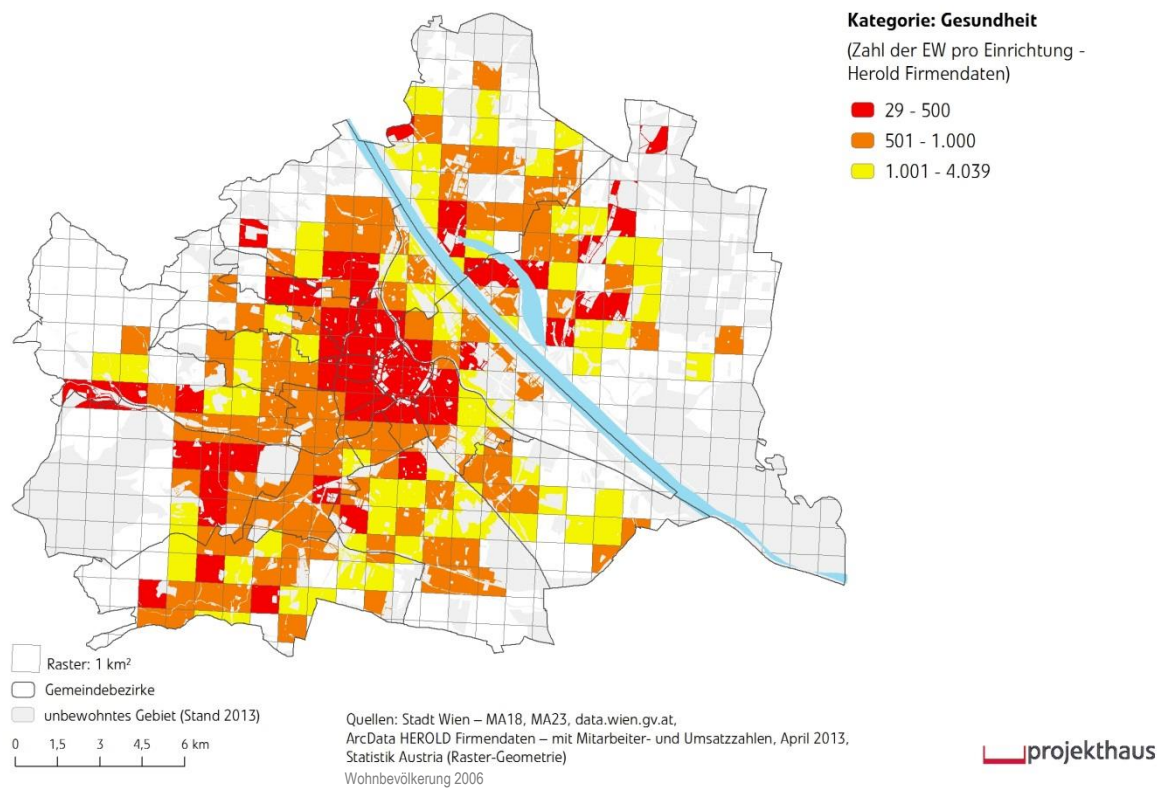 Kategorie: Gesundheit
(Zahl der EW pro Einrichtung -
Herold Firmendaten)
29 - 500
501 - 1.000
1.001 - 4.039
Raster: 1 km²
Gemeindebezirke
unbewohntes Gebiet (Stand 2013)
0 1,5 3 4,5 6 km
Quellen: Stadt Wien – MA18, MA23, data.wien.gv.at,
ArcData HEROLD Firmendaten – mit Mitarbeiter- und Umsatzzahlen, April 2013,
Statistik Austria (Raster-Geometrie)
Wohnbevölkerung 2006
projekthaus